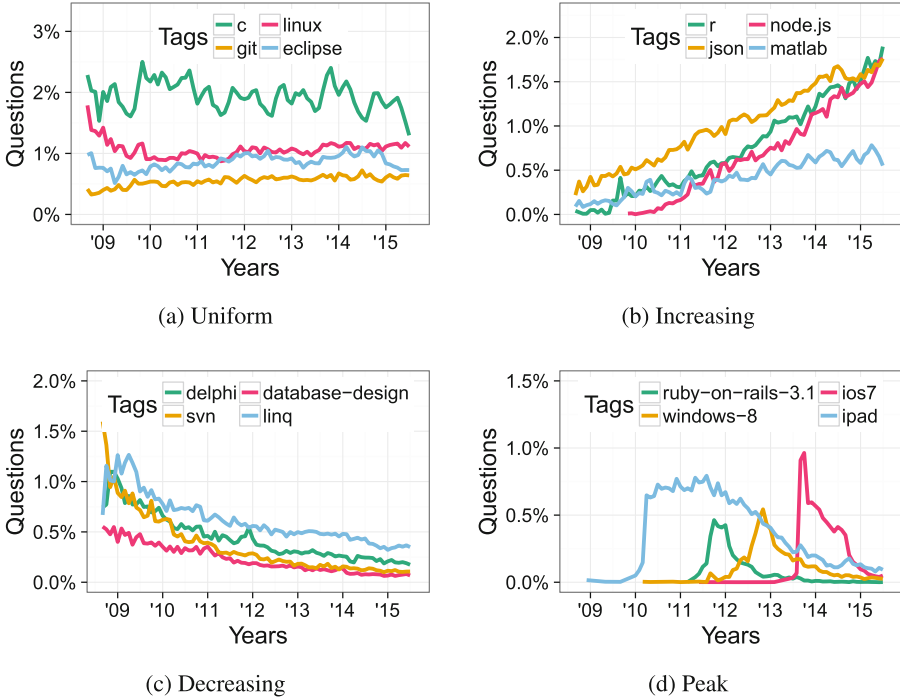 Tags c linux
git eclipse
Questions
3%
2%
1%
0%
'09 '10 '11 '12 '13 '14 '15
Years
(a) Uniform
Tags r node.js
json matlab
Questions
2.0%
1.5%
1.0%
0.5%
0.0%
'09 '10 '11 '12 '13 '14 '15
Years
(b) Increasing
Tags delphi database-design
svn linq
Questions
2.0%
1.5%
1.0%
0.5%
0.0%
'09 '10 '11 '12 '13 '14 '15
Years
(c) Decreasing
Tags ruby-on-rails-3.1 ios7
windows-8 ipad
Questions
1.5%
1.0%
0.5%
0.0%
'09 '10 '11 '12 '13 '14 '15
Years
(d) Peak